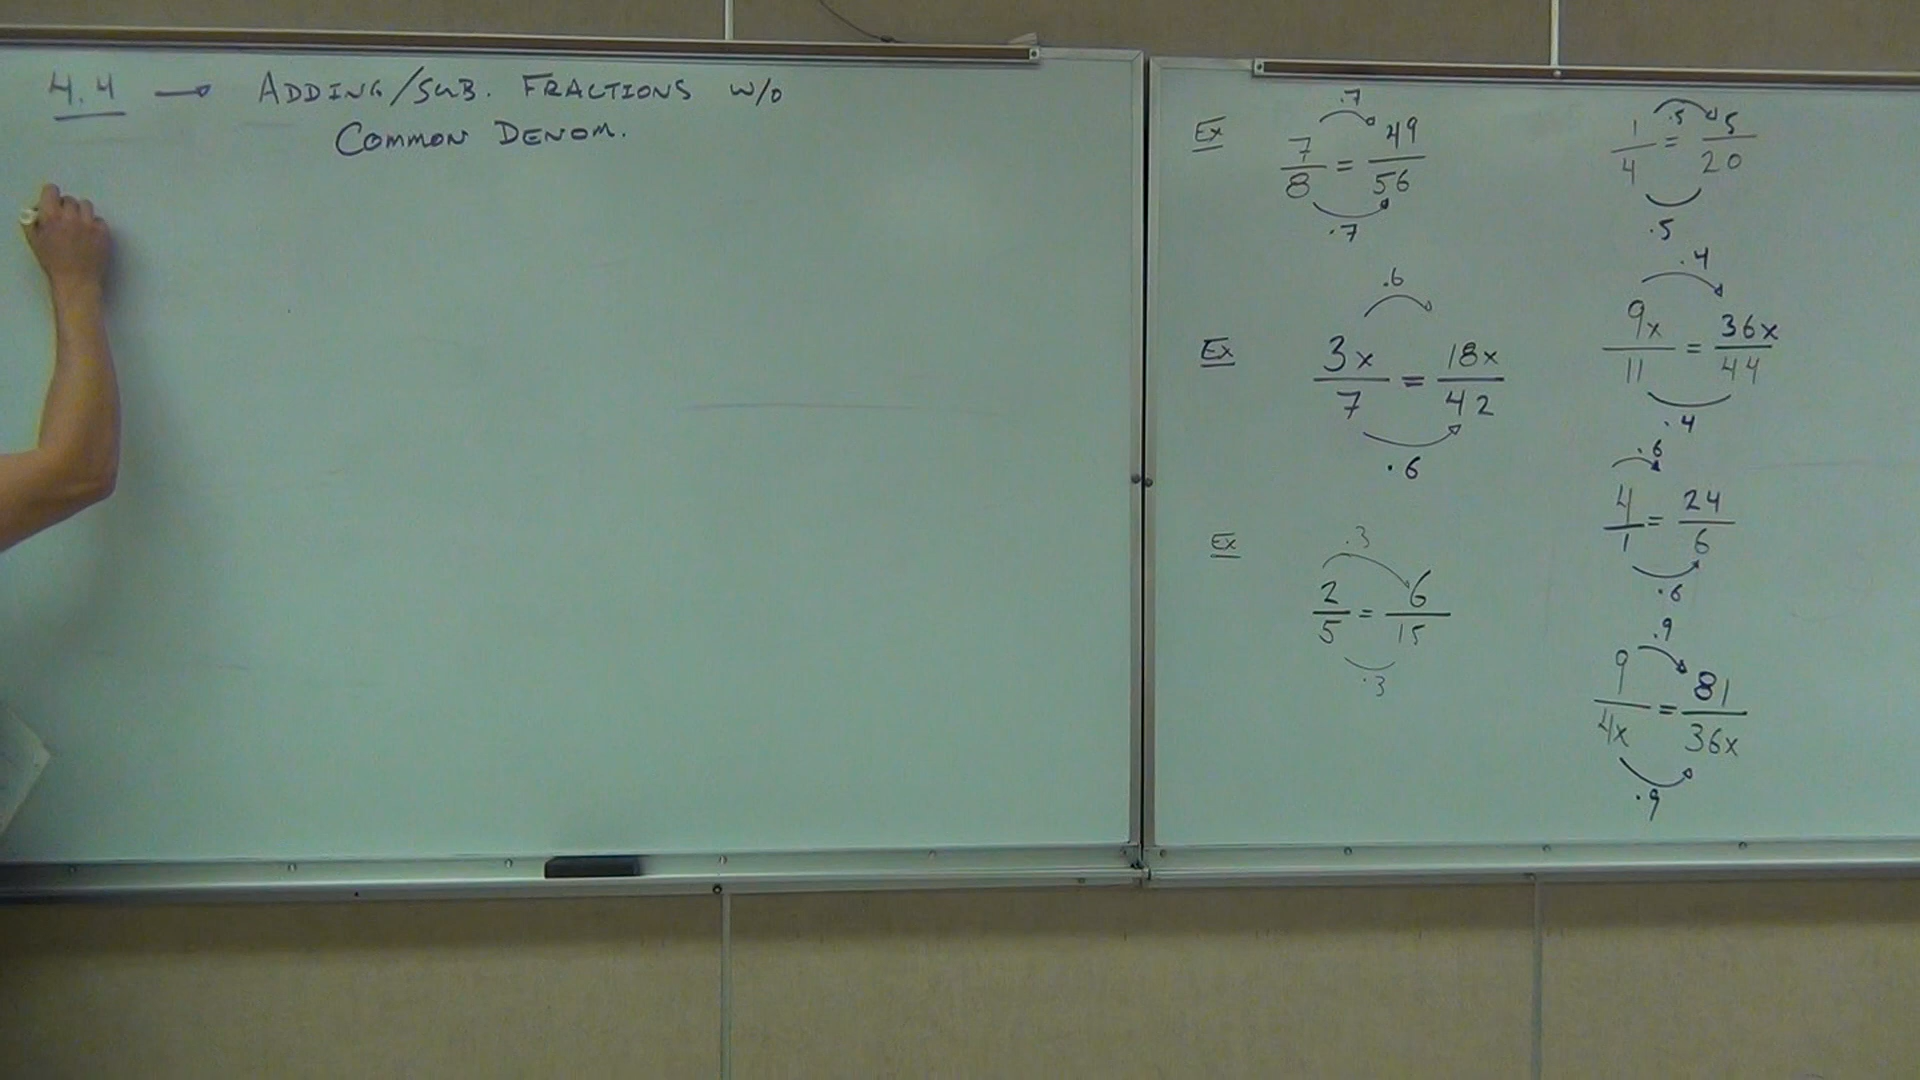 4.4 → ADDING/SUB. FRACTIONS W/O
COMMON DENOM.
Ex
.7
7/8 = 49/56
.7
Ex
.6
3x/7 = 18x/42
.6
Ex
.3
2/5 = 6/15
.3
.5
1/4 = 5/20
.5
.4
9x/11 = 36x/44
.4
.6
4/1 = 24/6
.6
.9
9/4x = 81/36x
.9